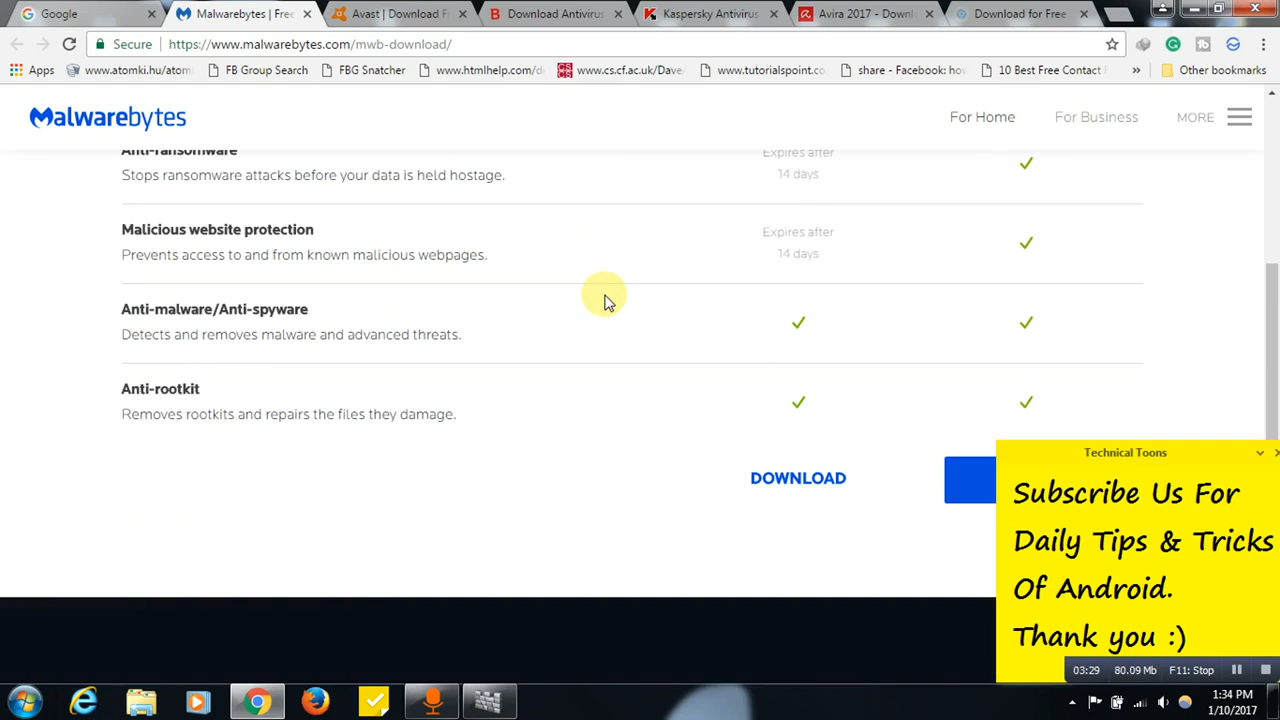 Google
Malwarebytes | Free
Avast | Download F
Download Antivirus
Kaspersky Antivirus
Avira 2017 - Downl
Download for Free
Secure
https://www.malwarebytes.com/mwb-download/
Apps
www.atomki.hu/atom
FB Group Search
FBG Snatcher
www.htmlhelp.com/d
www.cs.cf.ac.uk/Dave
www.tutorialspoint.c
share - Facebook: ho
10 Best Free Contact
»
Other bookmarks
Malwarebytes
For Home
For Business
MORE
Anti-ransomware
Stops ransomware attacks before your data is held hostage.
Expires after
14 days
Malicious website protection
Prevents access to and from known malicious webpages.
Expires after
14 days
Anti-malware/Anti-spyware
Detects and removes malware and advanced threats.
Anti-rootkit
Removes rootkits and repairs the files they damage.
DOWNLOAD
Technical Toons
Subscribe Us For
Daily Tips & Tricks
Of Android.
Thank you :)
03:29
80.09 Mb
F11: Stop
1:34 PM
1/10/2017